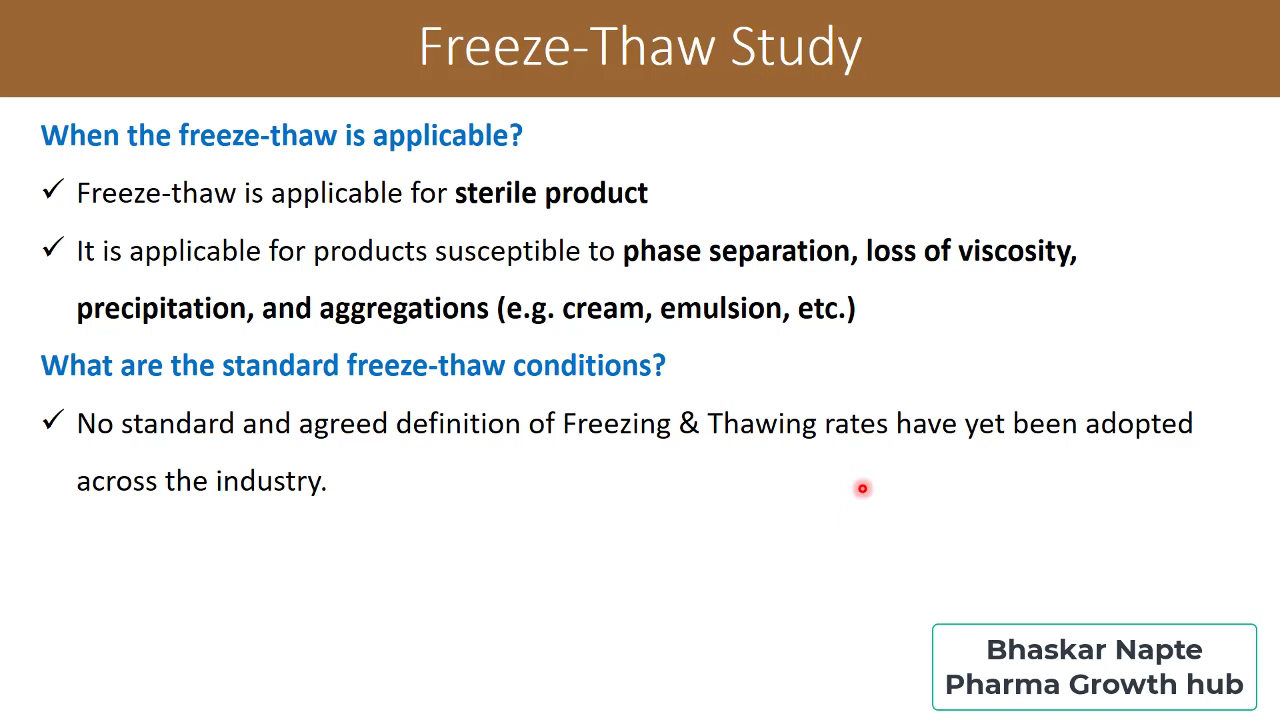 Freeze-Thaw Study
When the freeze-thaw is applicable?
✓ Freeze-thaw is applicable for sterile product
✓ It is applicable for products susceptible to phase separation, loss of viscosity,
precipitation, and aggregations (e.g. cream, emulsion, etc.)
What are the standard freeze-thaw conditions?
✓ No standard and agreed definition of Freezing & Thawing rates have yet been adopted
across the industry.
Bhaskar Napte
Pharma Growth hub